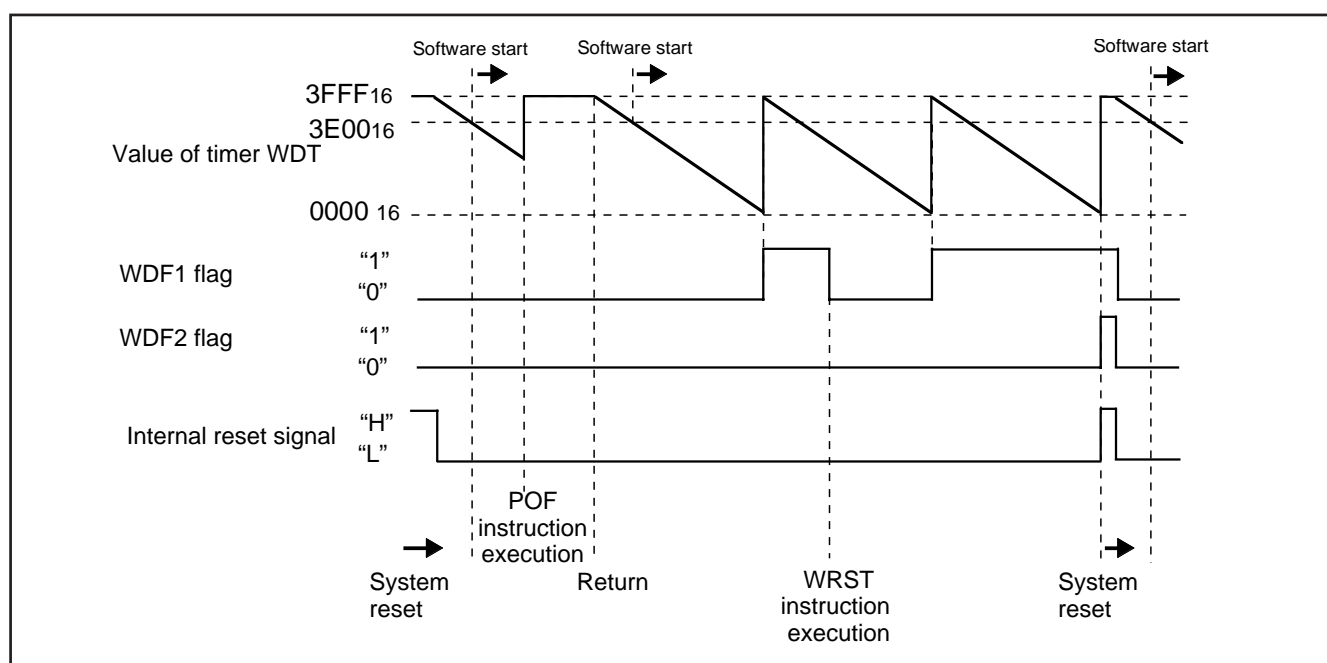 Software start
Software start
Software start
3FFF16
3E0016
Value of timer WDT
0000 16
“1”
WDF1 flag
“0”
“1”
WDF2 flag
“0”
“H”
Internal reset signal
“L”
POF
instruction
execution
System
reset
Return
WRST
instruction
execution
System
reset